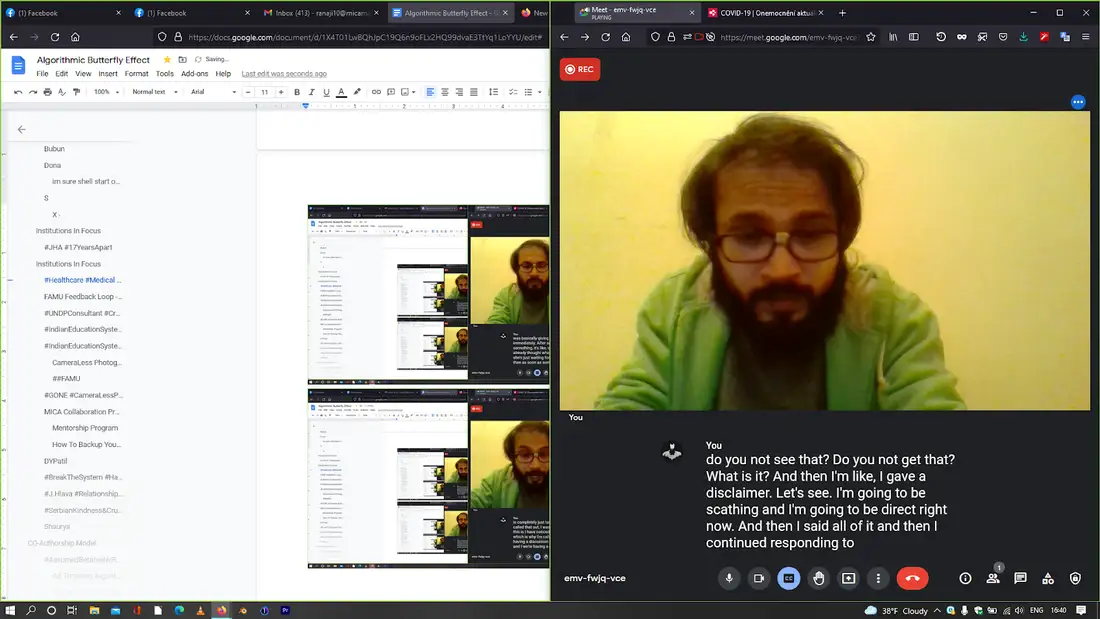 (1) Facebook
(1) Facebook
Inbox (413) - ranaji10@micam
Algorithmic Butterfly Effect - G
New
https://docs.google.com/document/d/
Algorithmic Butterfly Effect
Saving...
File Edit View Insert Format Tools Add-ons Help Last edit was seconds ago
100% Normal text Arial 11 B I U A
Bubun
Dona
im sure shell start o...
S
X -
Institutions In Focus
#JHA #17YearsApart
Institutions In Focus
#Healthcare #Medical ...
FAMU Feedback Loop -...
#UNDPConsultant #Cr...
#IndianEducationSyste...
#IndianEducationSyste...
CameraLess Photog...
##FAMU
#GONE #CameraLessP...
MICA Collaboration Pr...
Mentorship Program
How To Backup You...
DYPatil
#BreakTheSystem #Ha...
#J.Hlava #Relationship...
#SerbianKindness&Cru...
Shaurya
CO-Authorship Model
Meet - emv-fwjq-vce
PLAYING
COVID-19 | Onemocnění aktuál
https://meet.google.com/emv-fwjq-vce
REC
You
You
do you not see that? Do you not get that?
What is it? And then I'm like, I gave a
disclaimer. Let's see. I'm going to be
scathing and I'm going to be direct right
now. And then I said all of it and then I
continued responding to
emv-fwjq-vce
1
38°F Cloudy
ENG
16:40